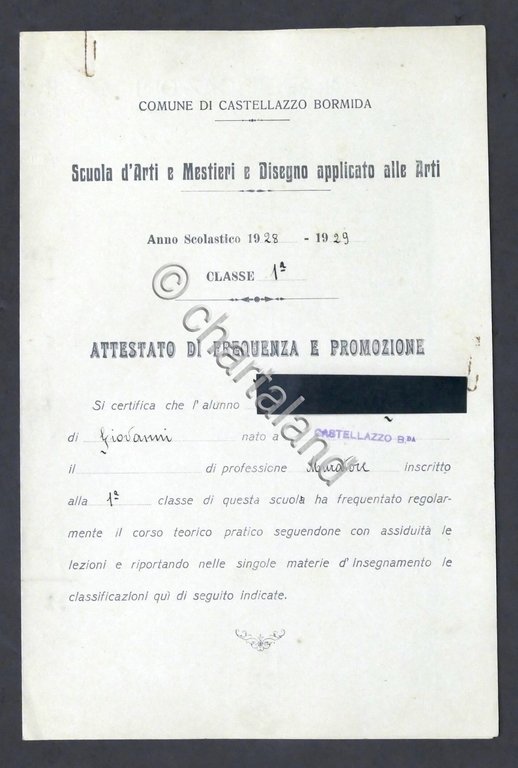 COMUNE DI CASTELLAZZO BORMIDA
Scuola d'Arti e Mestieri e Disegno applicato alle Arti
Anno Scolastico 1928 - 1929
CLASSE 1ª
ATTESTATO DI FREQUENZA E PROMOZIONE
Si certifica che l'alunno
di Giovanni nato a CASTELLAZZO B.DA
il di professione Muratore inscritto
alla 1ª classe di questa scuola ha frequentato regolar-
mente il corso teorico pratico seguendone con assiduità le
lezioni e riportando nelle singole materie d'insegnamento le
classificazioni quì di seguito indicate.
© chartaland